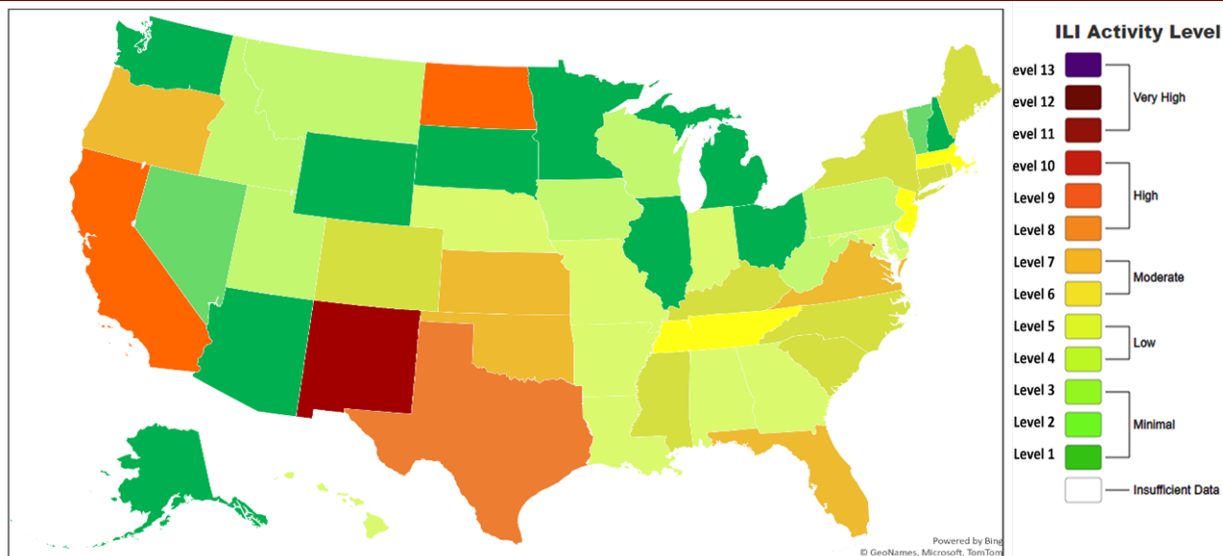 ILI Activity Level
evel 13
evel 12
evel 11
evel 10
Level 9
Level 8
Level 7
Level 6
Level 5
Level 4
Level 3
Level 2
Level 1
Very High
High
Moderate
Low
Minimal
Insufficient Data
Powered by Bing
© GeoNames, Microsoft, TomTom